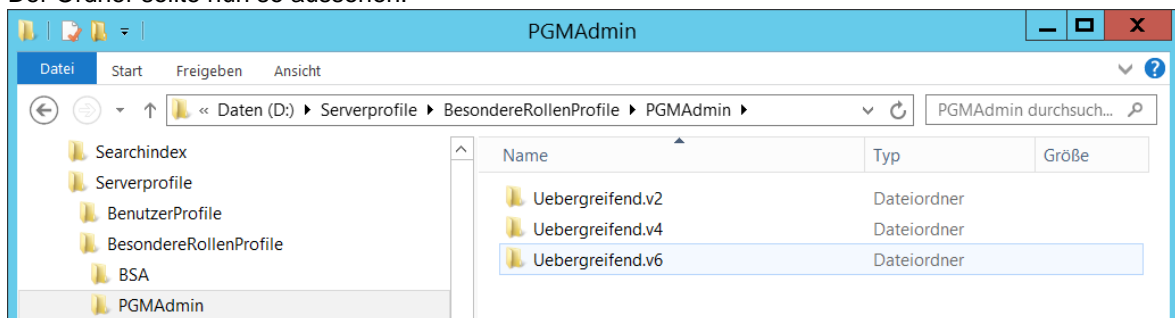 Der Ordner sollte nun so aussehen:
PGMAdmin
Datei Start Freigeben Ansicht
« Daten (D:) Serverprofile BesondereRollenProfile PGMAdmin PGMAdmin durchsuch...
Searchindex
Name Typ Größe
Serverprofile
Uebergreifend.v2 Dateiordner
BenutzerProfile
Uebergreifend.v4 Dateiordner
BesondereRollenProfile
Uebergreifend.v6 Dateiordner
BSA
PGMAdmin